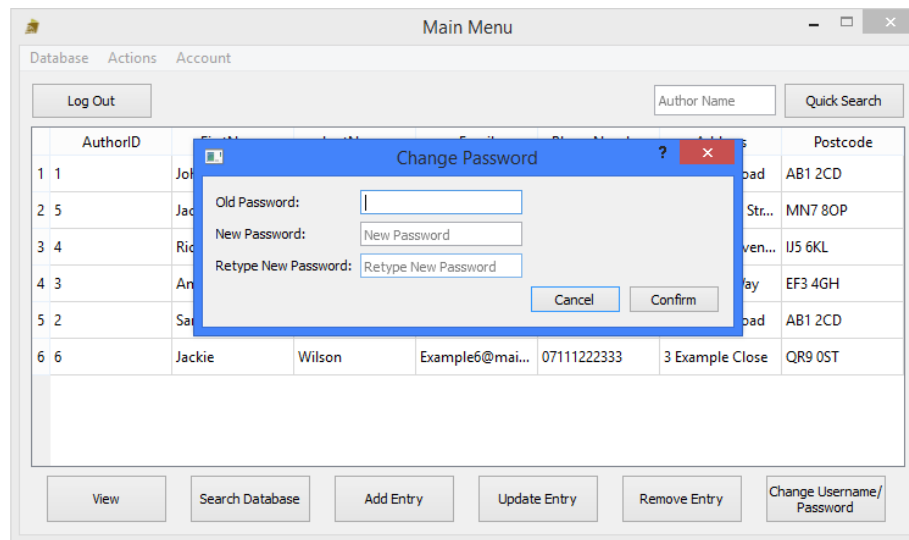 Main Menu
Database Actions Account
Log Out Author Name Quick Search
AuthorID Postcode
Change Password ?
1 1 AB1 2CD
Old Password:
2 5 Str... MN7 8OP
New Password: New Password
3 4 IJ5 6KL
Retype New Password: Retype New Password
4 3 EF3 4GH
Cancel Confirm
5 2 AB1 2CD
6 6 Jackie Wilson Example6@mai... 07111222333 3 Example Close QR9 0ST
View Search Database Add Entry Update Entry Remove Entry Change Username/
Password